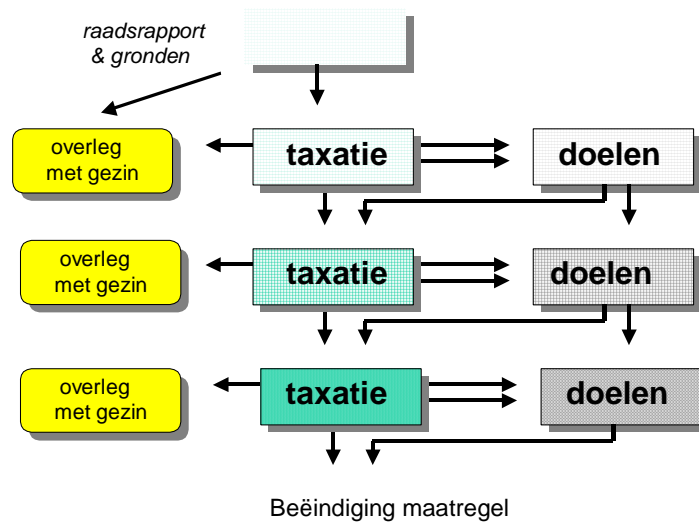 raadsrapport
& gronden
overleg
met gezin
taxatie
doelen
overleg
met gezin
taxatie
doelen
overleg
met gezin
taxatie
doelen
Beëindiging maatregel